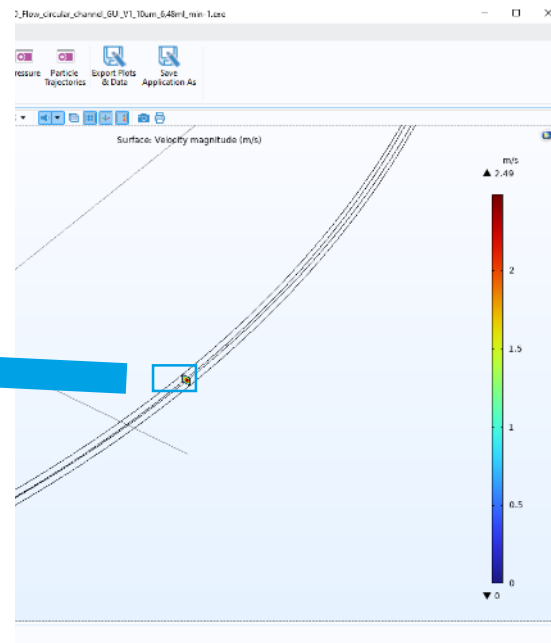 0_Flow_circular_channel_GUI_V1_10um_6,48ml_min-1.exe
ressure
Particle Trajectories
Export Plots & Data
Save Application As
Surface: Velocity magnitude (m/s)
m/s
▲ 2.49
2
1.5
1
0.5
0
▼ 0